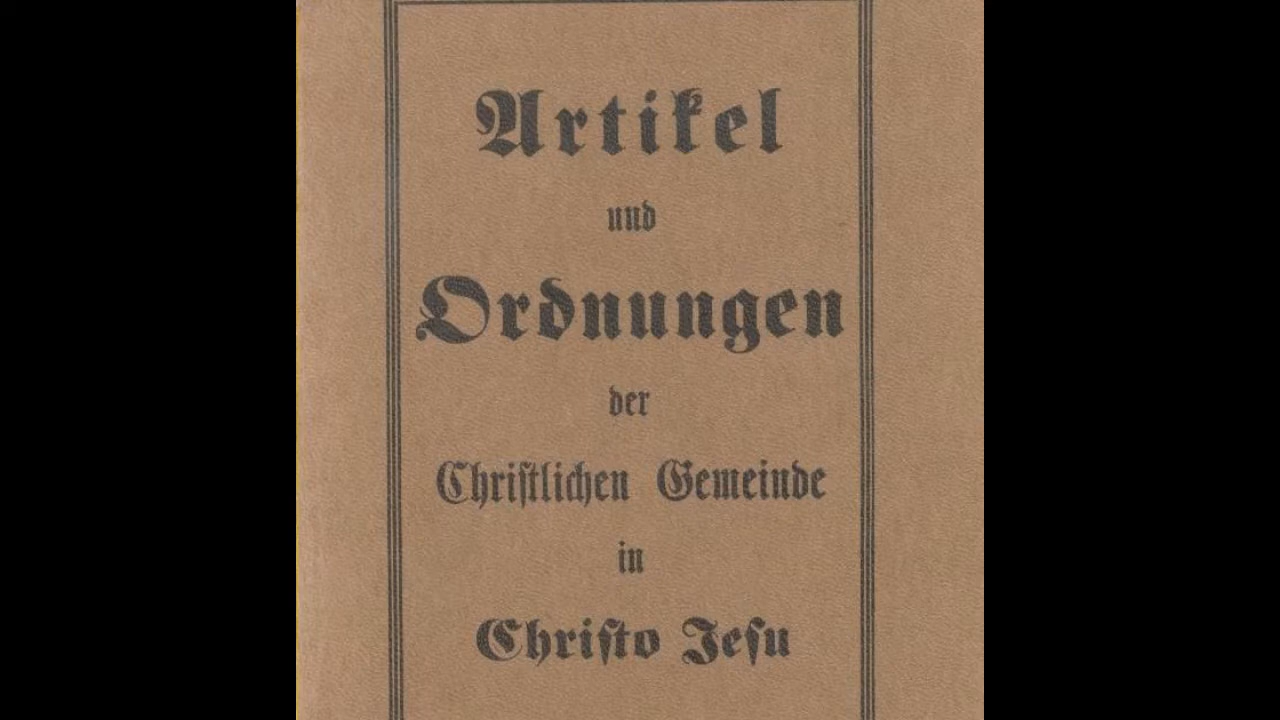 Artikel
und
Ordnungen
der
Chriſtlichen Gemeinde
in
Chriſto Jeſu